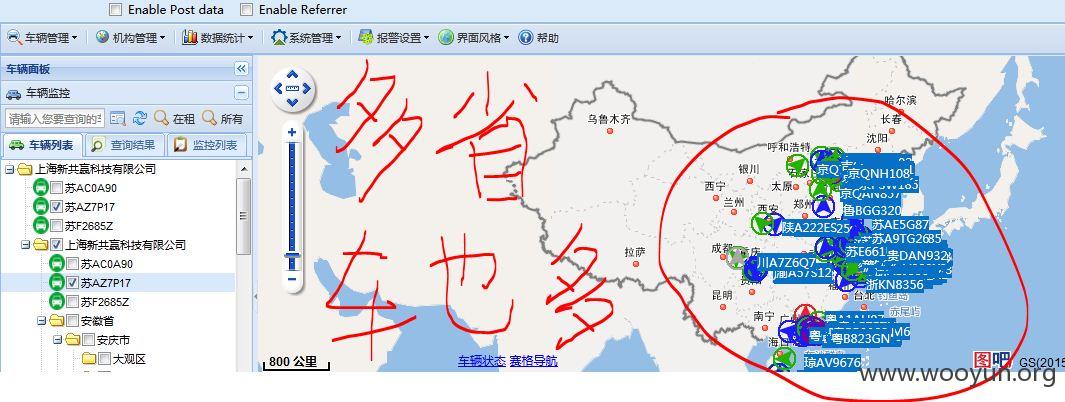 Enable Post data Enable Referrer
车辆管理 机构管理 数据统计 系统管理 报警设置 界面风格 帮助
车辆面板
车辆监控
请输入您要查询的车 在租 所有
车辆列表 查询结果 监控列表
上海新共赢科技有限公司
苏AC0A90
苏AZ7P17
苏F2685Z
上海新共赢科技有限公司
苏AC0A90
苏AZ7P17
苏F2685Z
安徽省
安庆市
大观区
多省
车也多
哈尔滨
长春
乌鲁木齐
沈阳
呼和浩特
银川
太原
京QNH108
西宁
兰州
郑州
鲁BGG320
西安
陕A222ES25
苏AE5G87
苏A9TG2685
拉萨
成都
苏E661
贵DAN932
川A7Z6Q7
渝A57S12
浙KN8356
昆明
台北
钓鱼岛
赤尾屿
南宁
粤B823GN
M6
海口
琼AV9676
800 公里
车辆状态 赛格导航
图吧
GS(2015
www.wooyun.org